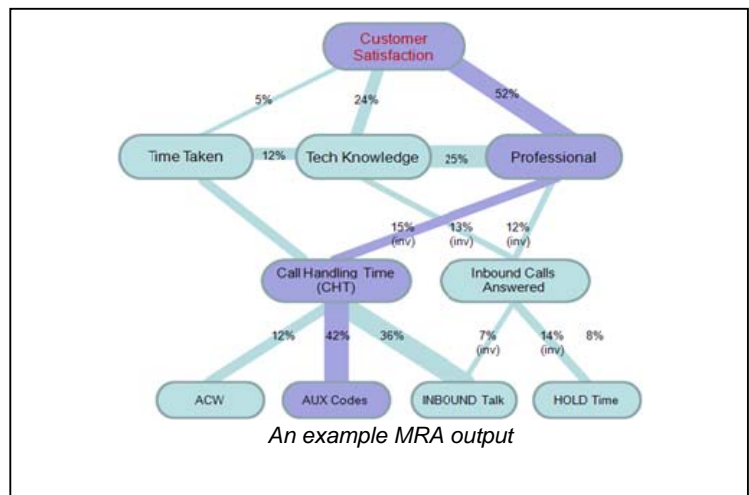 Customer
Satisfaction
5%
24%
52%
Time Taken
12%
Tech Knowledge
25%
Professional
15%
(inv)
13%
(inv)
12%
(inv)
Call Handling Time
(CHT)
Inbound Calls
Answered
12%
42%
36%
7%
(inv)
14%
(inv)
8%
ACW
AUX Codes
INBOUND Talk
HOLD Time
An example MRA output